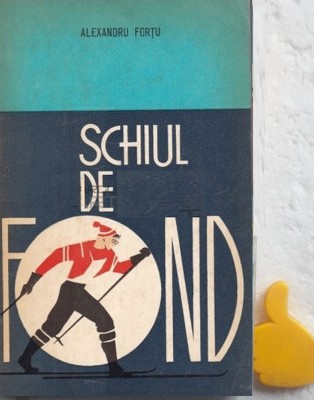 ALEXANDRU FORȚU
SCHIUL
DE
FOND